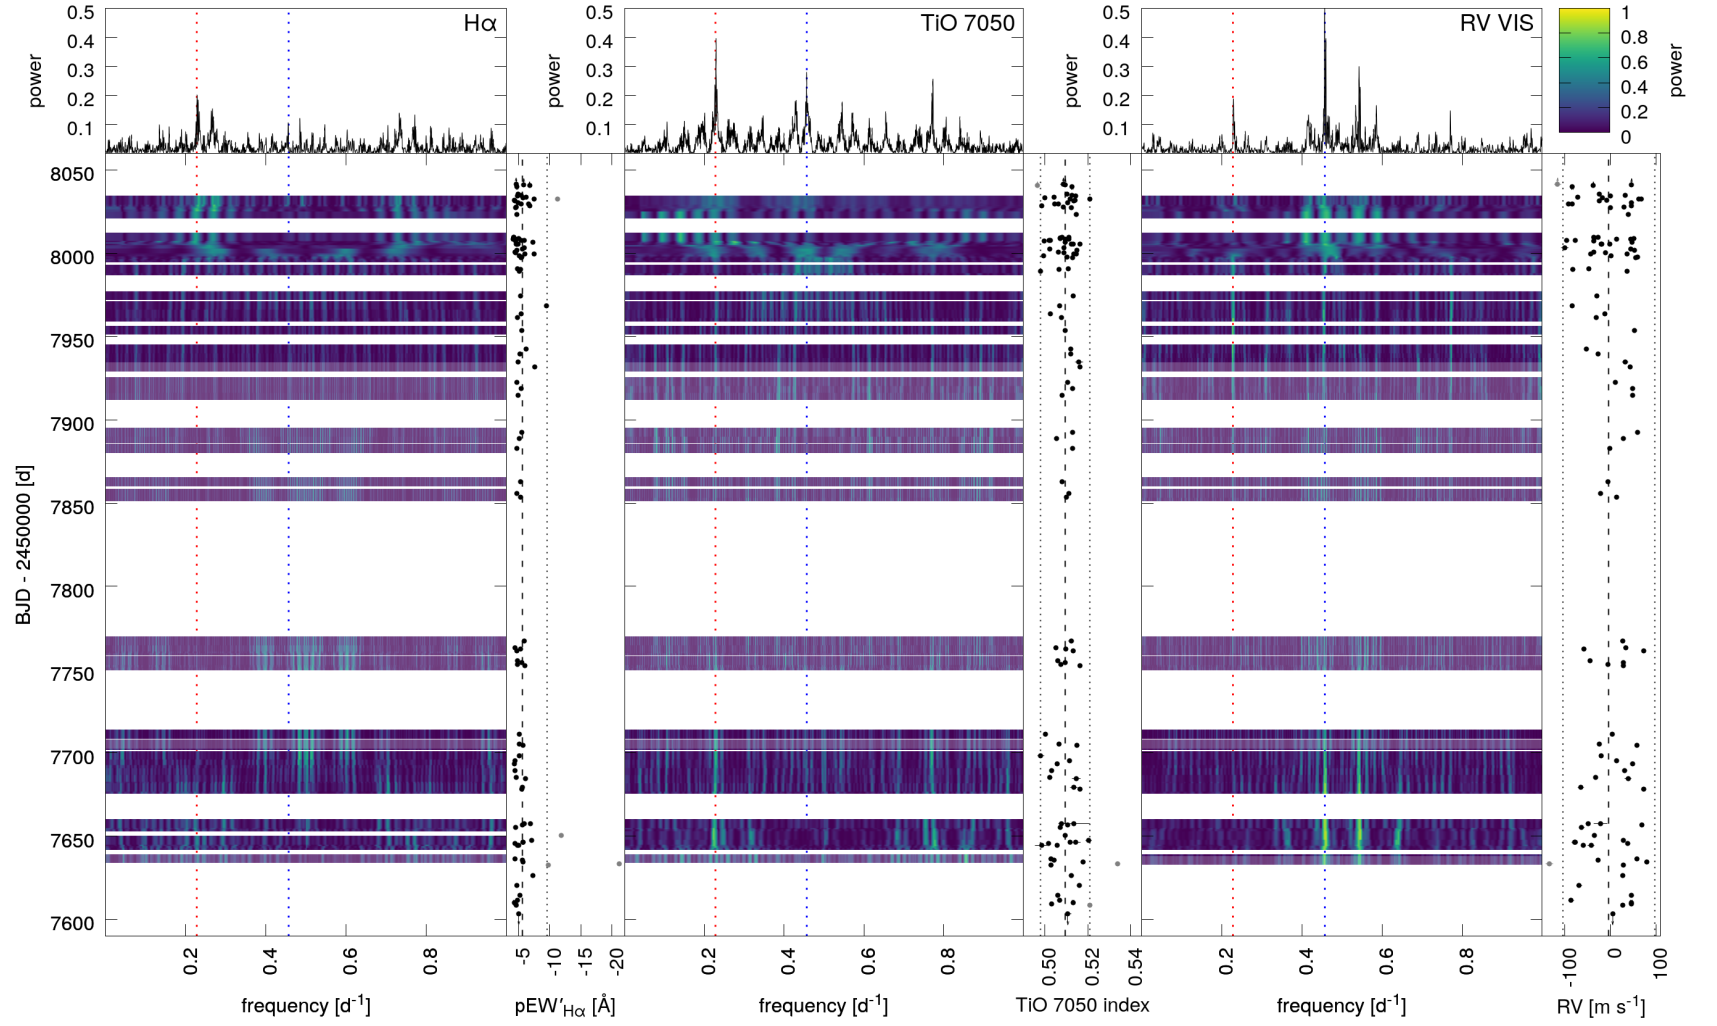 Hα
TiO 7050
RV VIS
power
0.5
0.4
0.3
0.2
0.1
power
0.5
0.4
0.3
0.2
0.1
power
0.5
0.4
0.3
0.2
0.1
1
0.8
0.6
0.4
0.2
0
power
BJD - 2450000 [d]
8050
8000
7950
7900
7850
7800
7750
7700
7650
7600
0.2 0.4 0.6 0.8
-5 -10 -15 -20
0.2 0.4 0.6 0.8
0.50 0.52 0.54
0.2 0.4 0.6 0.8
-100 0 100
frequency [d⁻¹]
pEW′Hα [Å]
frequency [d⁻¹]
TiO 7050 index
frequency [d⁻¹]
RV [m s⁻¹]